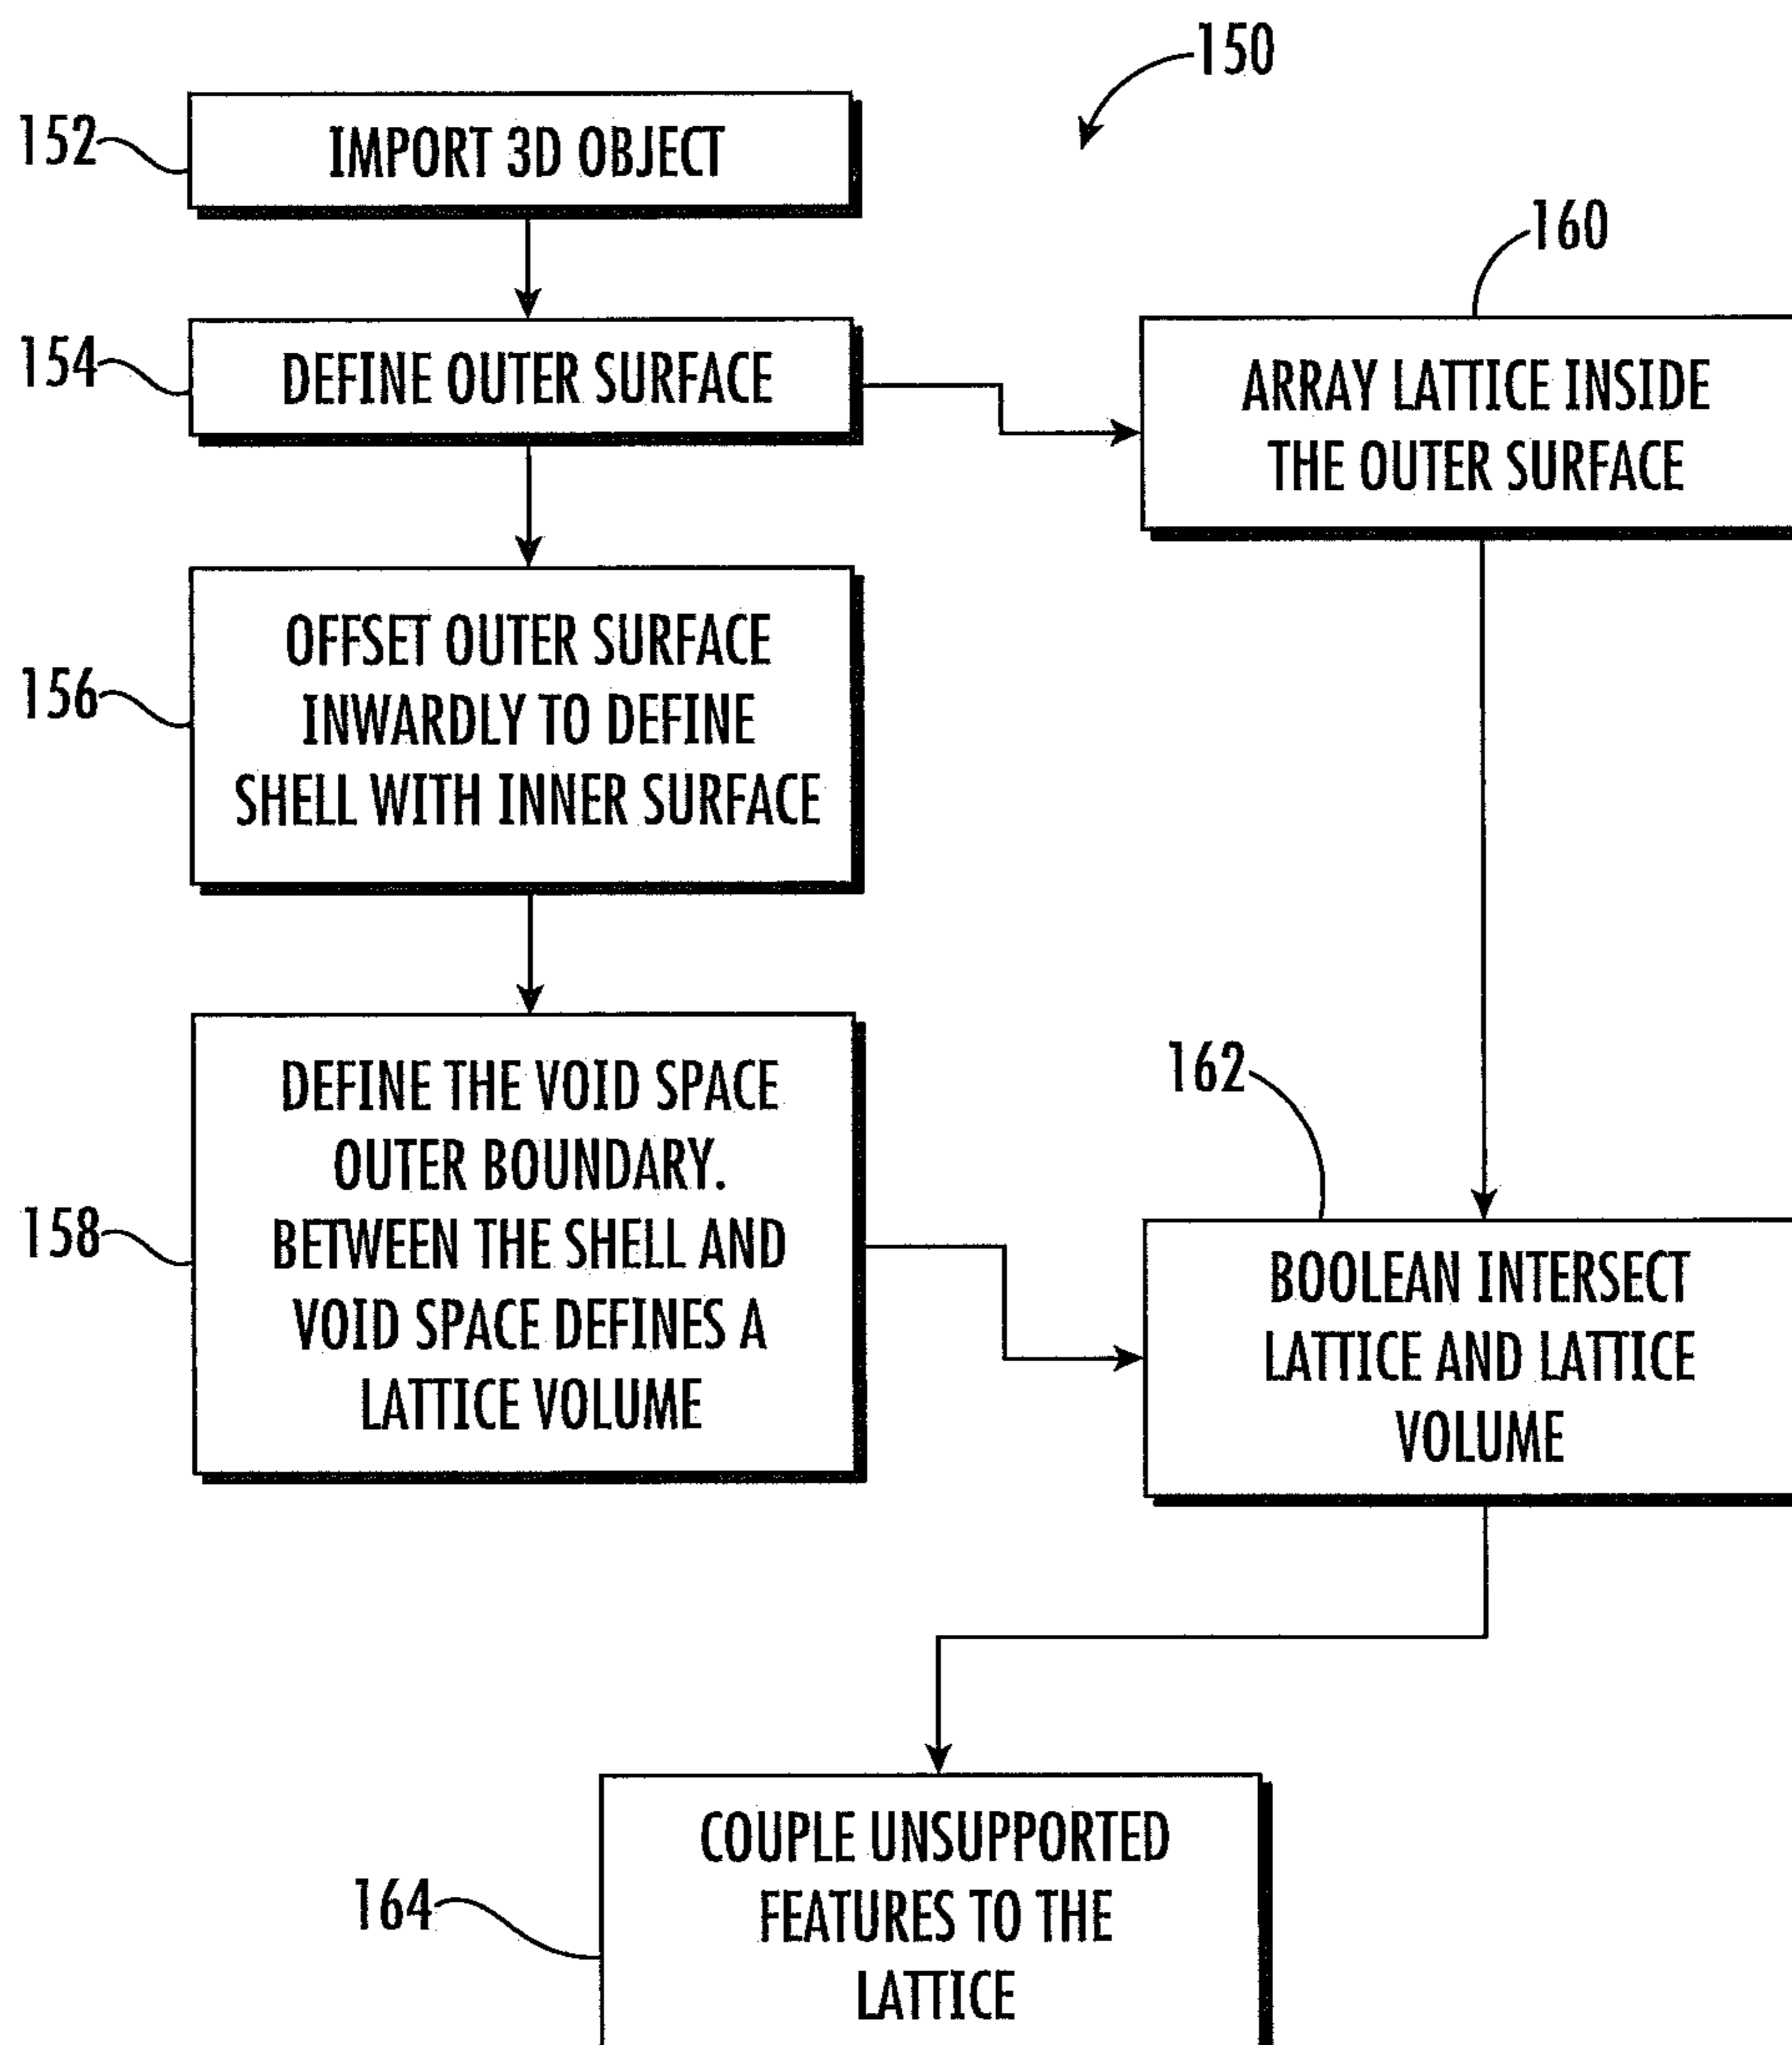 150
152
IMPORT 3D OBJECT
154
DEFINE OUTER SURFACE
160
ARRAY LATTICE INSIDE
THE OUTER SURFACE
156
OFFSET OUTER SURFACE
INWARDLY TO DEFINE
SHELL WITH INNER SURFACE
158
DEFINE THE VOID SPACE
OUTER BOUNDARY.
BETWEEN THE SHELL AND
VOID SPACE DEFINES A
LATTICE VOLUME
162
BOOLEAN INTERSECT
LATTICE AND LATTICE
VOLUME
164
COUPLE UNSUPPORTED
FEATURES TO THE
LATTICE